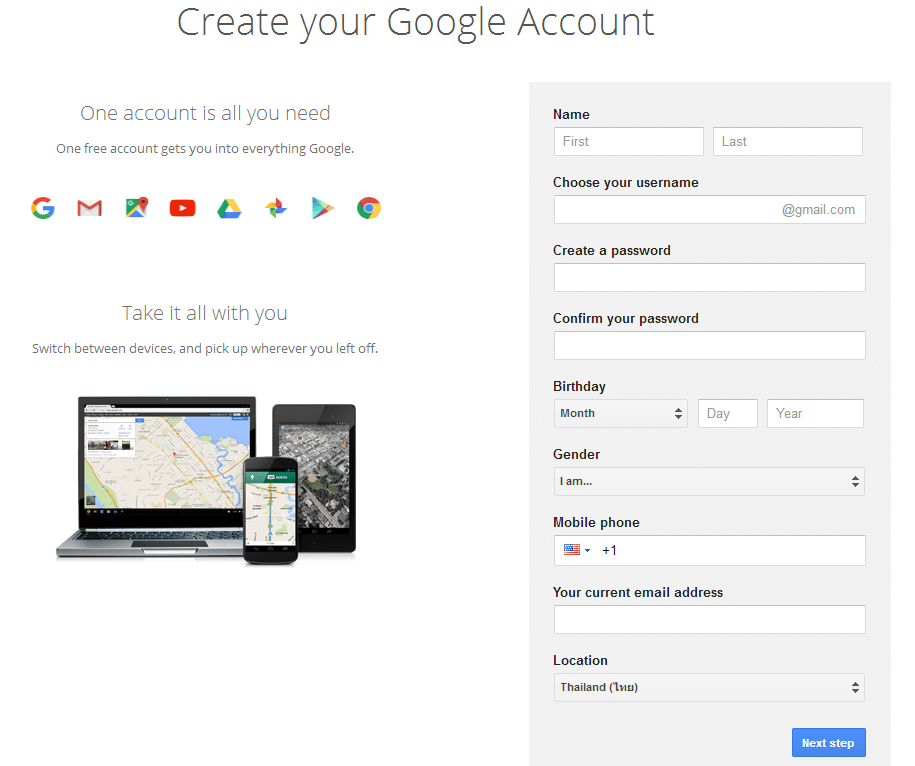 Create your Google Account
One account is all you need
One free account gets you into everything Google.
Take it all with you
Switch between devices, and pick up wherever you left off.
Name
First Last
Choose your username
@gmail.com
Create a password
Confirm your password
Birthday
Month Day Year
Gender
I am...
Mobile phone
+1
Your current email address
Location
Thailand (ไทย)
Next step